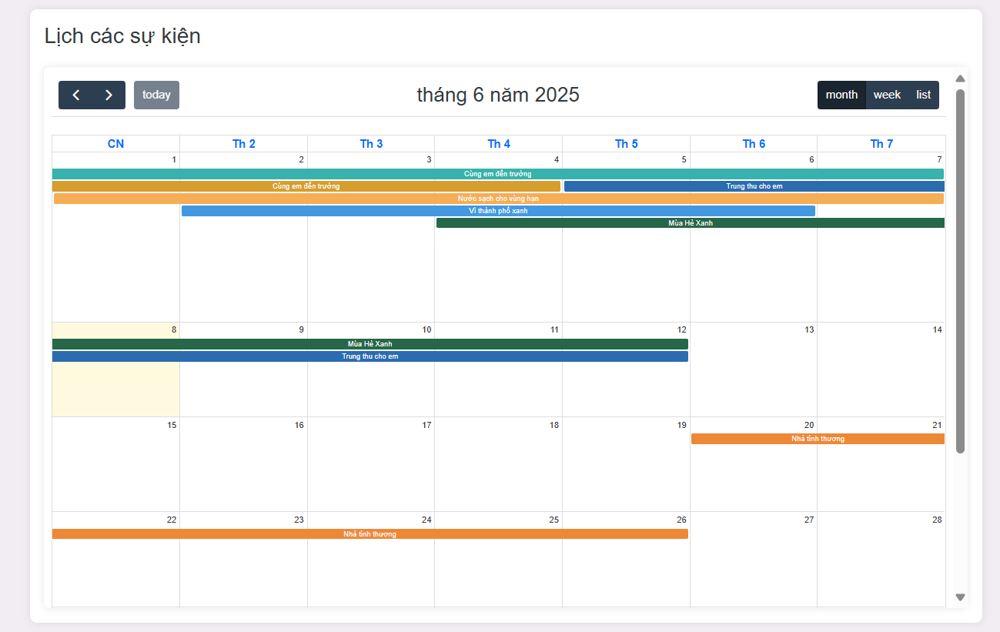 Lịch các sự kiện
today tháng 6 năm 2025 month week list
CN Th 2 Th 3 Th 4 Th 5 Th 6 Th 7
1 2 3 4 5 6 7
Cùng em đến trường
Cùng em đến trường Trung thu cho em
Nước sạch cho vùng hạn
Vì thành phố xanh
Mùa Hè Xanh
8 9 10 11 12 13 14
Mùa Hè Xanh
Trung thu cho em
15 16 17 18 19 20 21
Nhà tình thương
22 23 24 25 26 27 28
Nhà tình thương